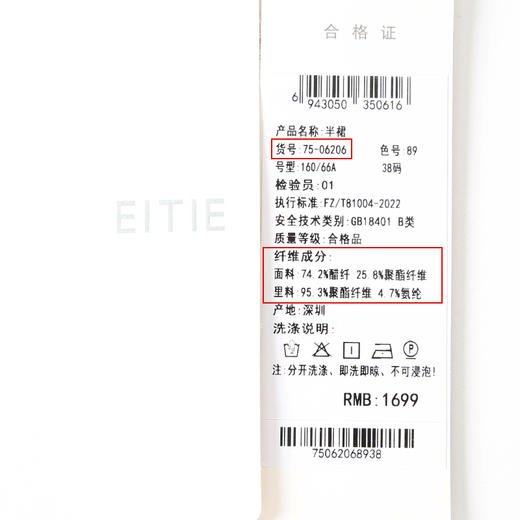 EITIE
合格证
6 943050 350616
产品名称:半裙
货号:75-06206 色号:89
号型:160/66A 38码
检验员:01
执行标准:FZ/T81004-2022
安全技术类别:GB18401 B类
质量等级:合格品
纤维成分:
面料:74.2%醋纤 25.8%聚酯纤维
里料:95.3%聚酯纤维 4.7%氨纶
产地:深圳
洗涤说明:
注:分开洗涤、即洗即晾、不可浸泡!
RMB:1699
75062068938